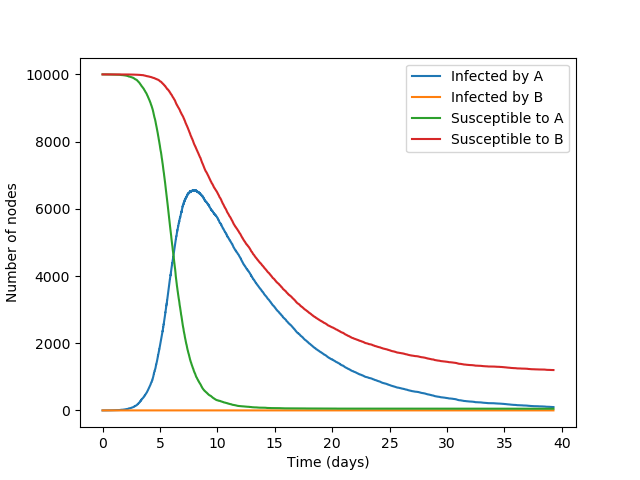 Infected by A
Infected by B
Susceptible to A
Susceptible to B
10000
8000
6000
4000
2000
0
Number of nodes
0 5 10 15 20 25 30 35 40
Time (days)